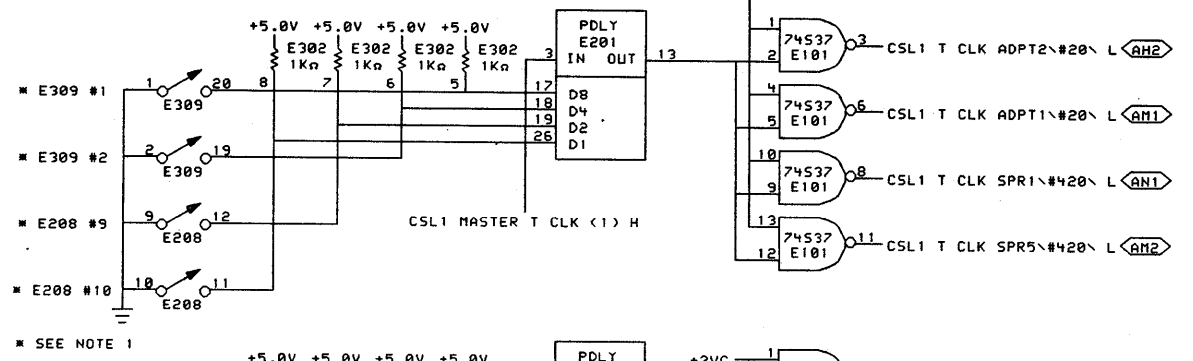 +5.0V +5.0V +5.0V +5.0V
E302 E302 E302 E302
1KΩ 1KΩ 1KΩ 1KΩ
8 7 6 5
PDLY
E201
3 IN OUT 13
17 D8
18 D4
19 D2
26 D1
* E309 #1
1 20
E309
* E309 #2
2 19
E309
* E208 #9
9 12
E208
* E208 #10
10 11
E208
* SEE NOTE 1
CSL1 MASTER T CLK (1) H
1
2
74S37
E101
3 CSL1 T CLK ADPT2\#20\ L AH2
4
5
74S37
E101
6 CSL1 T CLK ADPT1\#20\ L AM1
10
9
74S37
E101
8 CSL1 T CLK SPR1\#420\ L AN1
13
12
74S37
E101
11 CSL1 T CLK SPR5\#420\ L AM2
+5.0V +5.0V +5.0V +5.0V
PDLY
+3VC 1